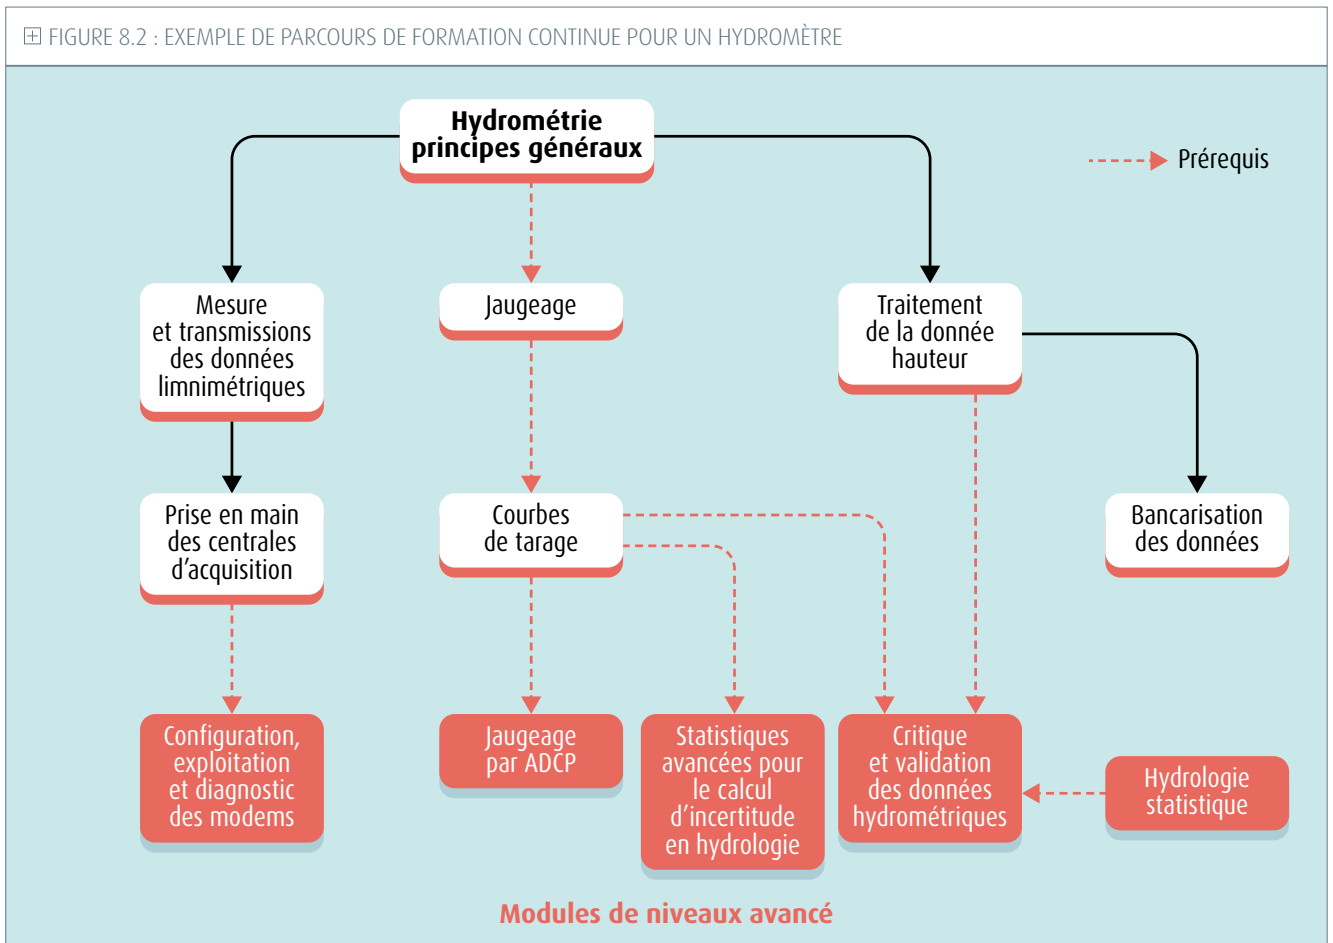 FIGURE 8.2 : EXEMPLE DE PARCOURS DE FORMATION CONTINUE POUR UN HYDROMÈTRE
Hydrométrie
principes généraux
Prérequis
Mesure
et transmissions
des données
limnimétriques
Jaugeage
Traitement
de la donnée
hauteur
Prise en main
des centrales
d'acquisition
Courbes
de tarage
Bancarisation
des données
Configuration,
exploitation
et diagnostic
des modems
Jaugeage
par ADCP
Statistiques
avancées pour
le calcul
d'incertitude
en hydrologie
Critique
et validation
des données
hydrométriques
Hydrologie
statistique
Modules de niveaux avancé